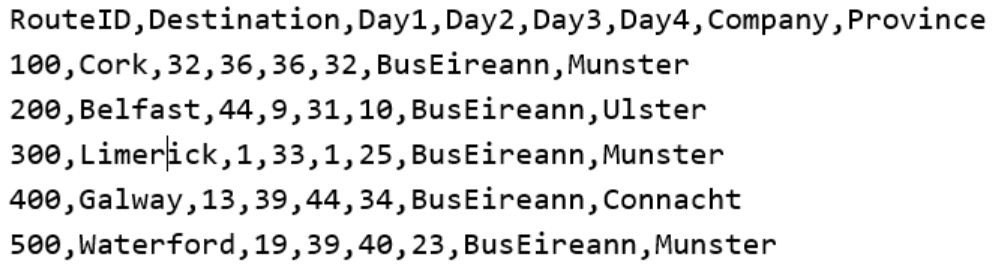 RouteID,Destination,Day1,Day2,Day3,Day4,Company,Province
100,Cork,32,36,36,32,BusEireann,Munster
200,Belfast,44,9,31,10,BusEireann,Ulster
300,Limerick,1,33,1,25,BusEireann,Munster
400,Galway,13,39,44,34,BusEireann,Connacht
500,Waterford,19,39,40,23,BusEireann,Munster